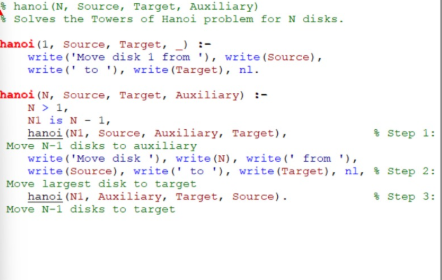 % hanoi(N, Source, Target, Auxiliary)
% Solves the Towers of Hanoi problem for N disks.
hanoi(1, Source, Target, _) :-
write('Move disk 1 from '), write(Source),
write(' to '), write(Target), nl.
hanoi(N, Source, Target, Auxiliary) :-
N > 1,
N1 is N - 1,
hanoi(N1, Source, Auxiliary, Target), % Step 1:
Move N-1 disks to auxiliary
write('Move disk '), write(N), write(' from '),
write(Source), write(' to '), write(Target), nl, % Step 2:
Move largest disk to target
hanoi(N1, Auxiliary, Target, Source). % Step 3:
Move N-1 disks to target